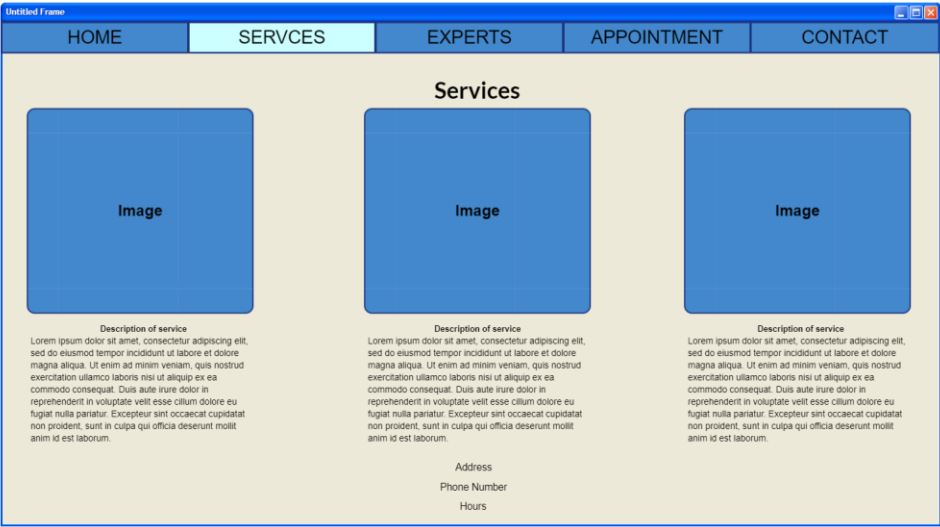 Untitled Frame
HOME SERVCES EXPERTS APPOINTMENT CONTACT
Services
Image Image Image
Description of service
Lorem ipsum dolor sit amet, consectetur adipiscing elit,
sed do eiusmod tempor incididunt ut labore et dolore
magna aliqua. Ut enim ad minim veniam, quis nostrud
exercitation ullamco laboris nisi ut aliquip ex ea
commodo consequat. Duis aute irure dolor in
reprehenderit in voluptate velit esse cillum dolore eu
fugiat nulla pariatur. Excepteur sint occaecat cupidatat
non proident, sunt in culpa qui officia deserunt mollit
anim id est laborum.
Description of service
Lorem ipsum dolor sit amet, consectetur adipiscing elit,
sed do eiusmod tempor incididunt ut labore et dolore
magna aliqua. Ut enim ad minim veniam, quis nostrud
exercitation ullamco laboris nisi ut aliquip ex ea
commodo consequat. Duis aute irure dolor in
reprehenderit in voluptate velit esse cillum dolore eu
fugiat nulla pariatur. Excepteur sint occaecat cupidatat
non proident, sunt in culpa qui officia deserunt mollit
anim id est laborum.
Description of service
Lorem ipsum dolor sit amet, consectetur adipiscing elit,
sed do eiusmod tempor incididunt ut labore et dolore
magna aliqua. Ut enim ad minim veniam, quis nostrud
exercitation ullamco laboris nisi ut aliquip ex ea
commodo consequat. Duis aute irure dolor in
reprehenderit in voluptate velit esse cillum dolore eu
fugiat nulla pariatur. Excepteur sint occaecat cupidatat
non proident, sunt in culpa qui officia deserunt mollit
anim id est laborum.
Address
Phone Number
Hours